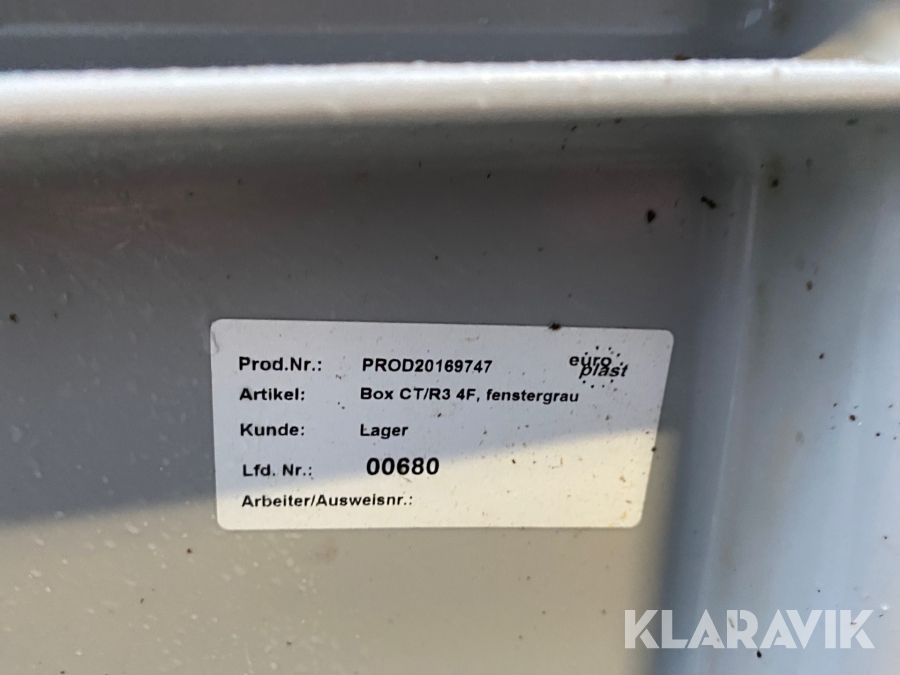 Prod.Nr.: PROD20169747
euro plast
Artikel: Box CT/R3 4F, fenstergrau
Kunde: Lager
Lfd. Nr.: 00680
Arbeiter/Ausweisnr.:
KLARAVIK